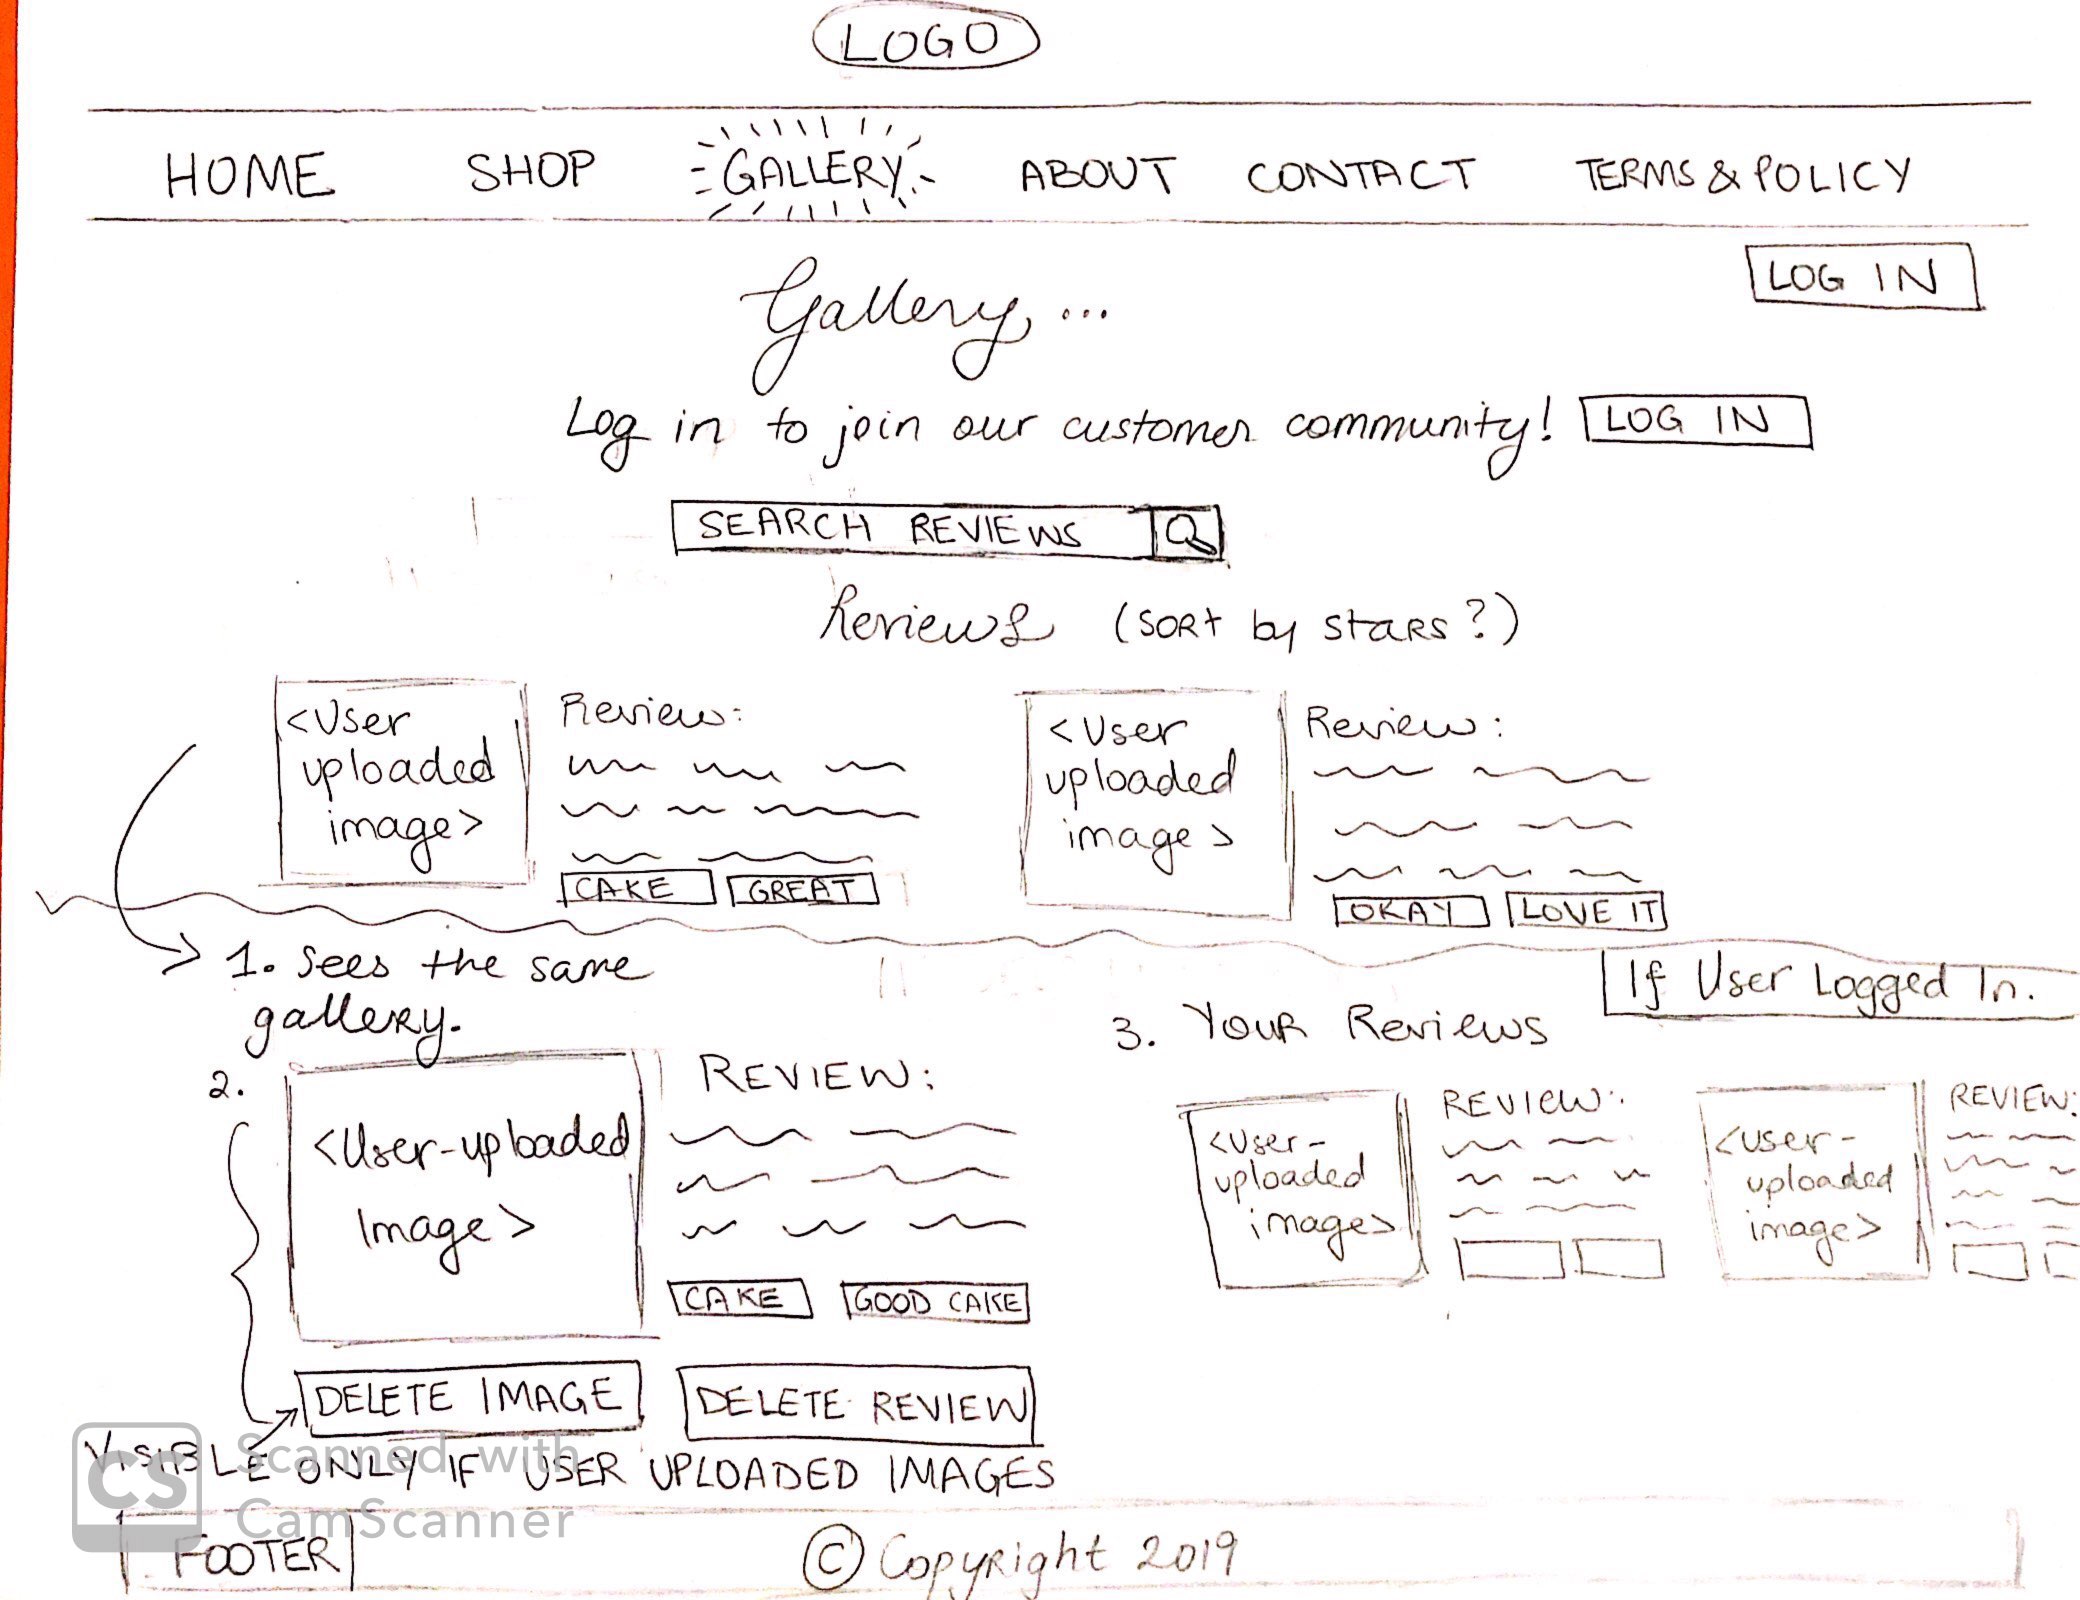 LOGO
HOME SHOP GALLERY ABOUT CONTACT TERMS & POLICY
LOG IN
Gallery...
Log in to join our customer community! LOG IN
SEARCH REVIEWS
Reviews (SORT by STARS?)
<User
uploaded
image>
Review:
CAKE GREAT
<User
uploaded
image>
Review:
OKAY LOVE IT
If User Logged In.
1. Sees the same
gallery.
2.
<User-uploaded
Image>
REVIEW:
CAKE GOOD CAKE
DELETE IMAGE DELETE REVIEW
VISIBLE ONLY IF USER UPLOADED IMAGES
3. YOUR Reviews
<User-
uploaded
image>
REVIEW:
<user-
uploaded
image>
REVIEW:
FOOTER © Copyright 2019
CS Scanned with
CamScanner